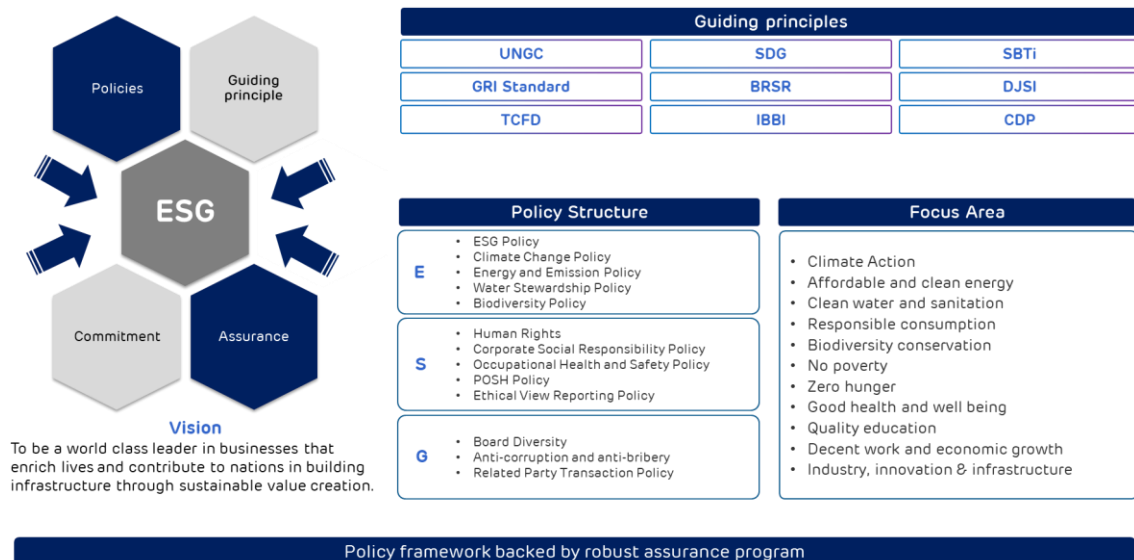 Policies
Guiding
principle
ESG
Commitment
Assurance
Vision
To be a world class leader in businesses that
enrich lives and contribute to nations in building
infrastructure through sustainable value creation.
Guiding principles
UNGC
SDG
SBTi
GRI Standard
BRSR
DJSI
TCFD
IBBI
CDP
Policy Structure
E
• ESG Policy
• Climate Change Policy
• Energy and Emission Policy
• Water Stewardship Policy
• Biodiversity Policy
S
• Human Rights
• Corporate Social Responsibility Policy
• Occupational Health and Safety Policy
• POSH Policy
• Ethical View Reporting Policy
G
• Board Diversity
• Anti-corruption and anti-bribery
• Related Party Transaction Policy
Focus Area
• Climate Action
• Affordable and clean energy
• Clean water and sanitation
• Responsible consumption
• Biodiversity conservation
• No poverty
• Zero hunger
• Good health and well being
• Quality education
• Decent work and economic growth
• Industry, innovation & infrastructure
Policy framework backed by robust assurance program